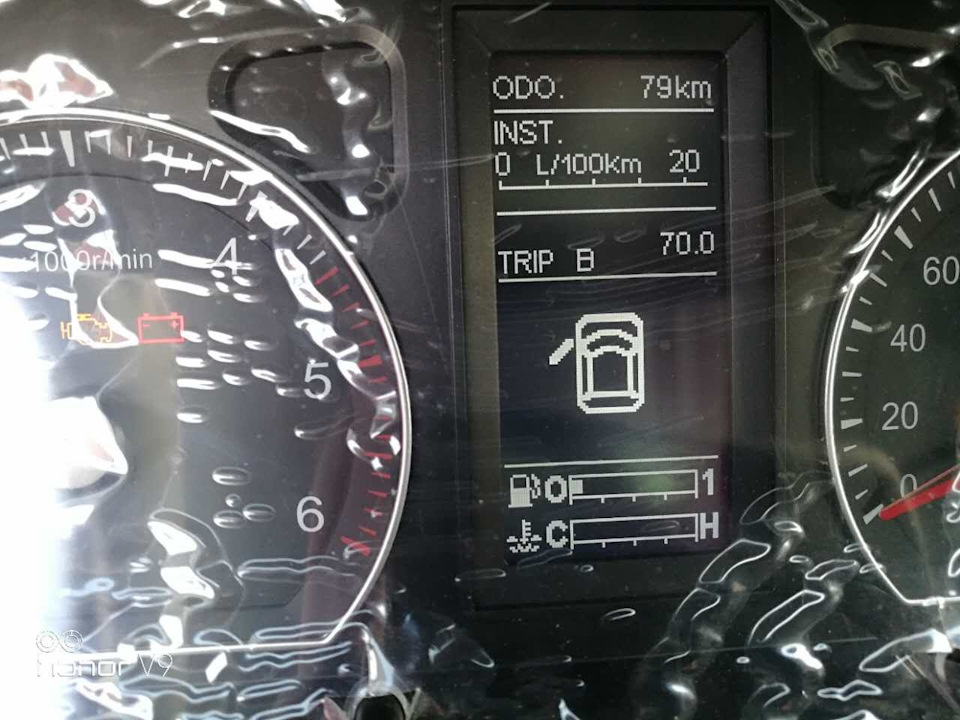 ODO. 79km
INST.
0 L/100km 20
TRIP B 70.0
0 1
C H
3
4
5
6
x1000r/min
60
40
20
0
honor V9